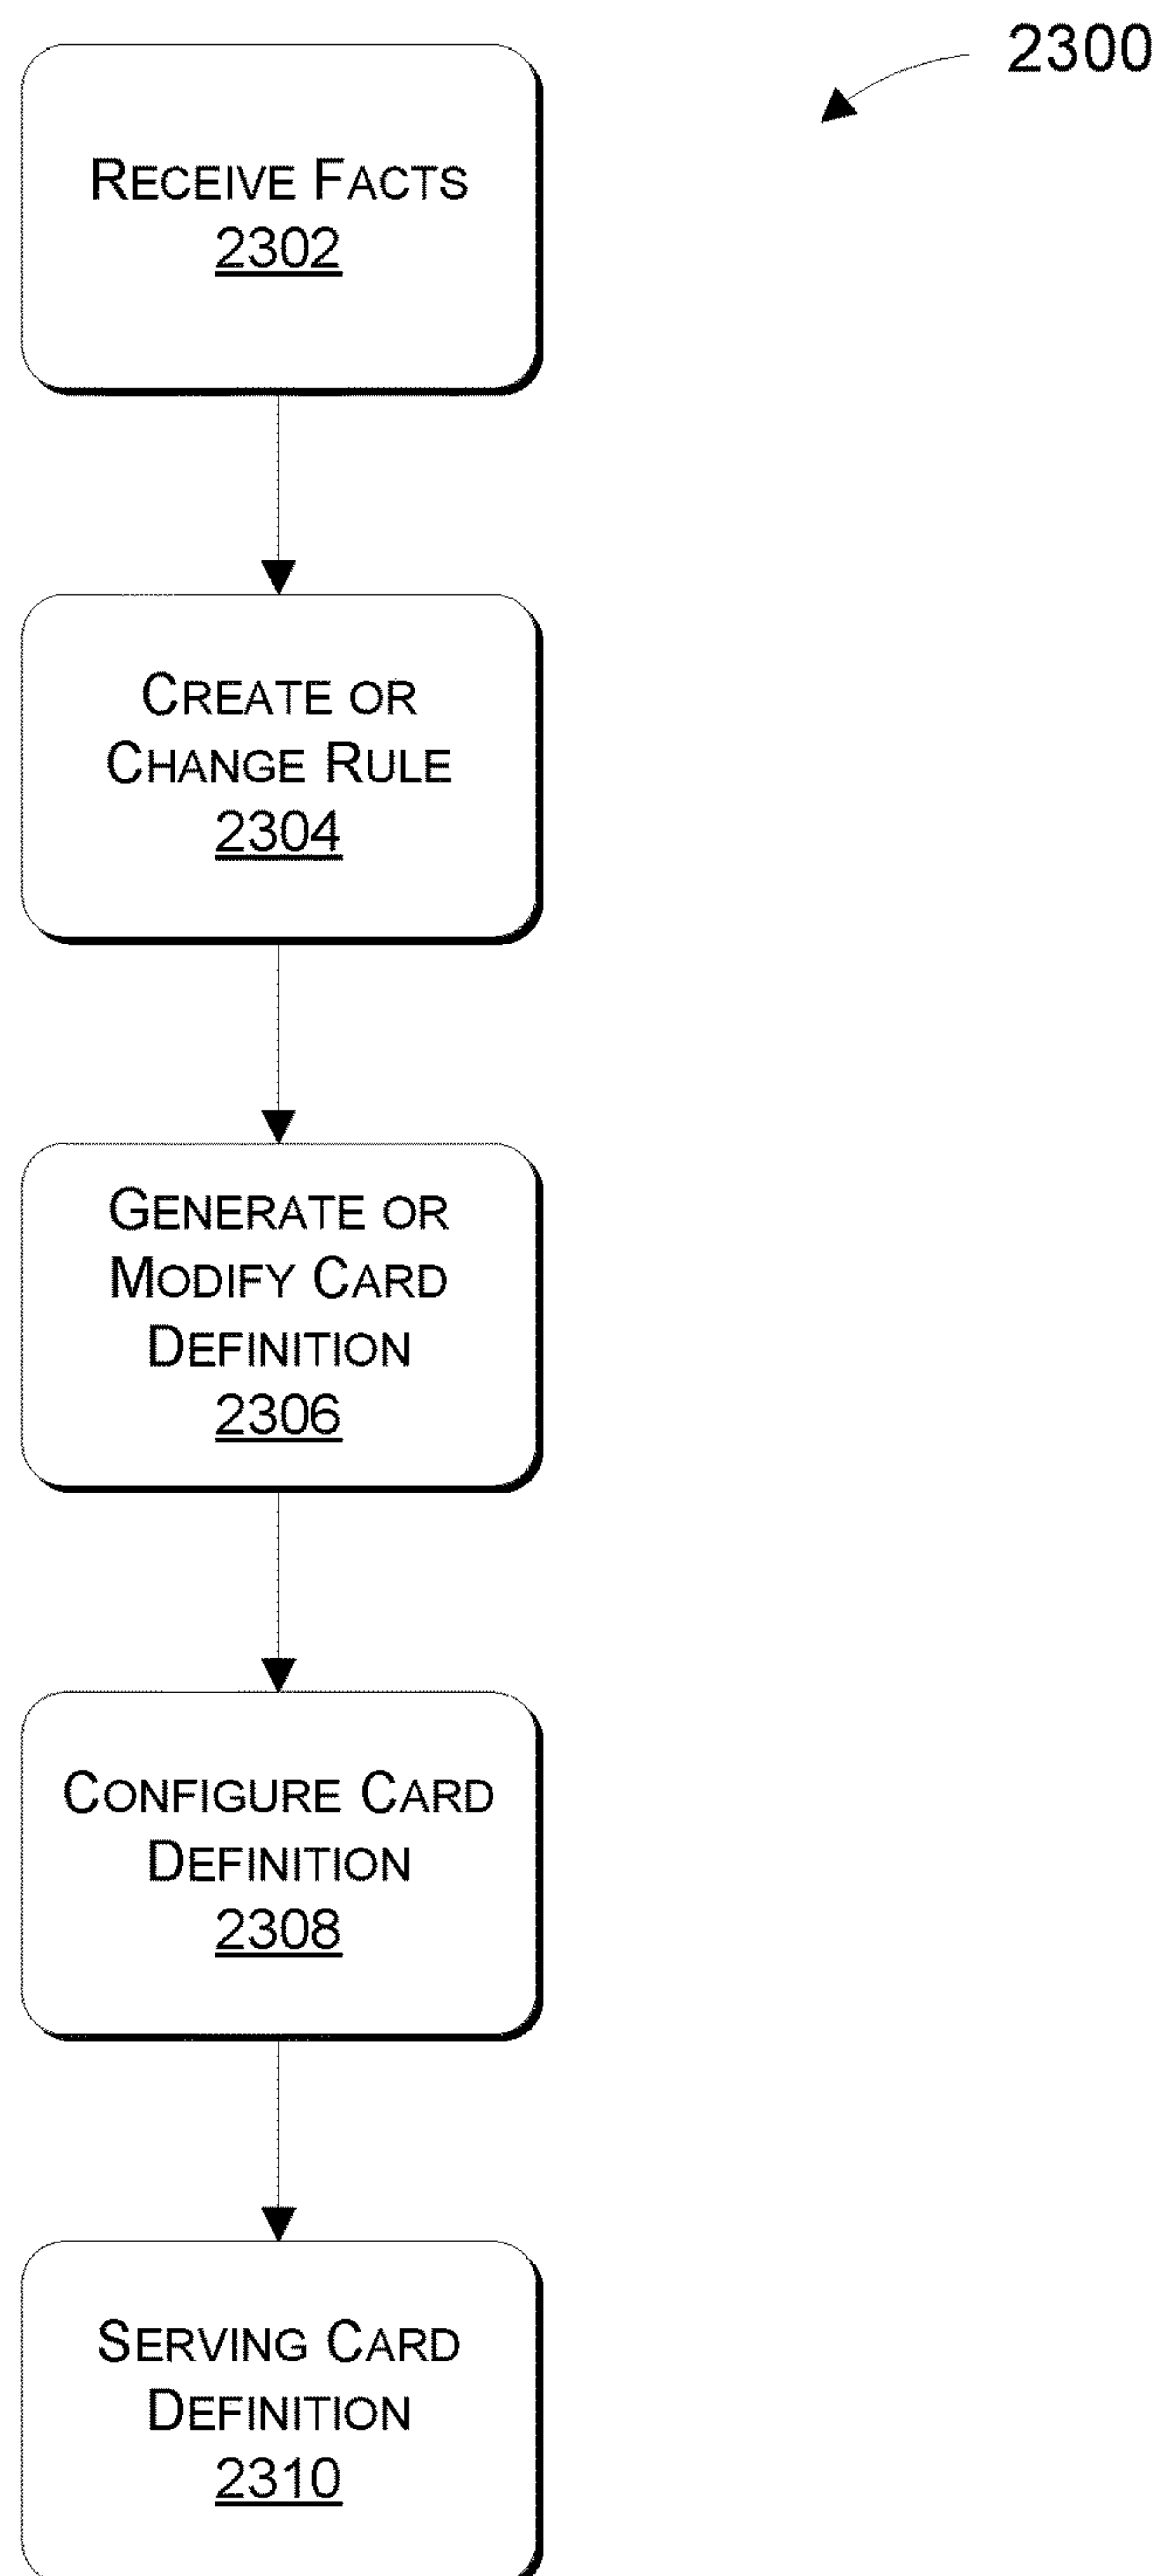 2300
RECEIVE FACTS
2302
CREATE OR
CHANGE RULE
2304
GENERATE OR
MODIFY CARD
DEFINITION
2306
CONFIGURE CARD
DEFINITION
2308
SERVING CARD
DEFINITION
2310